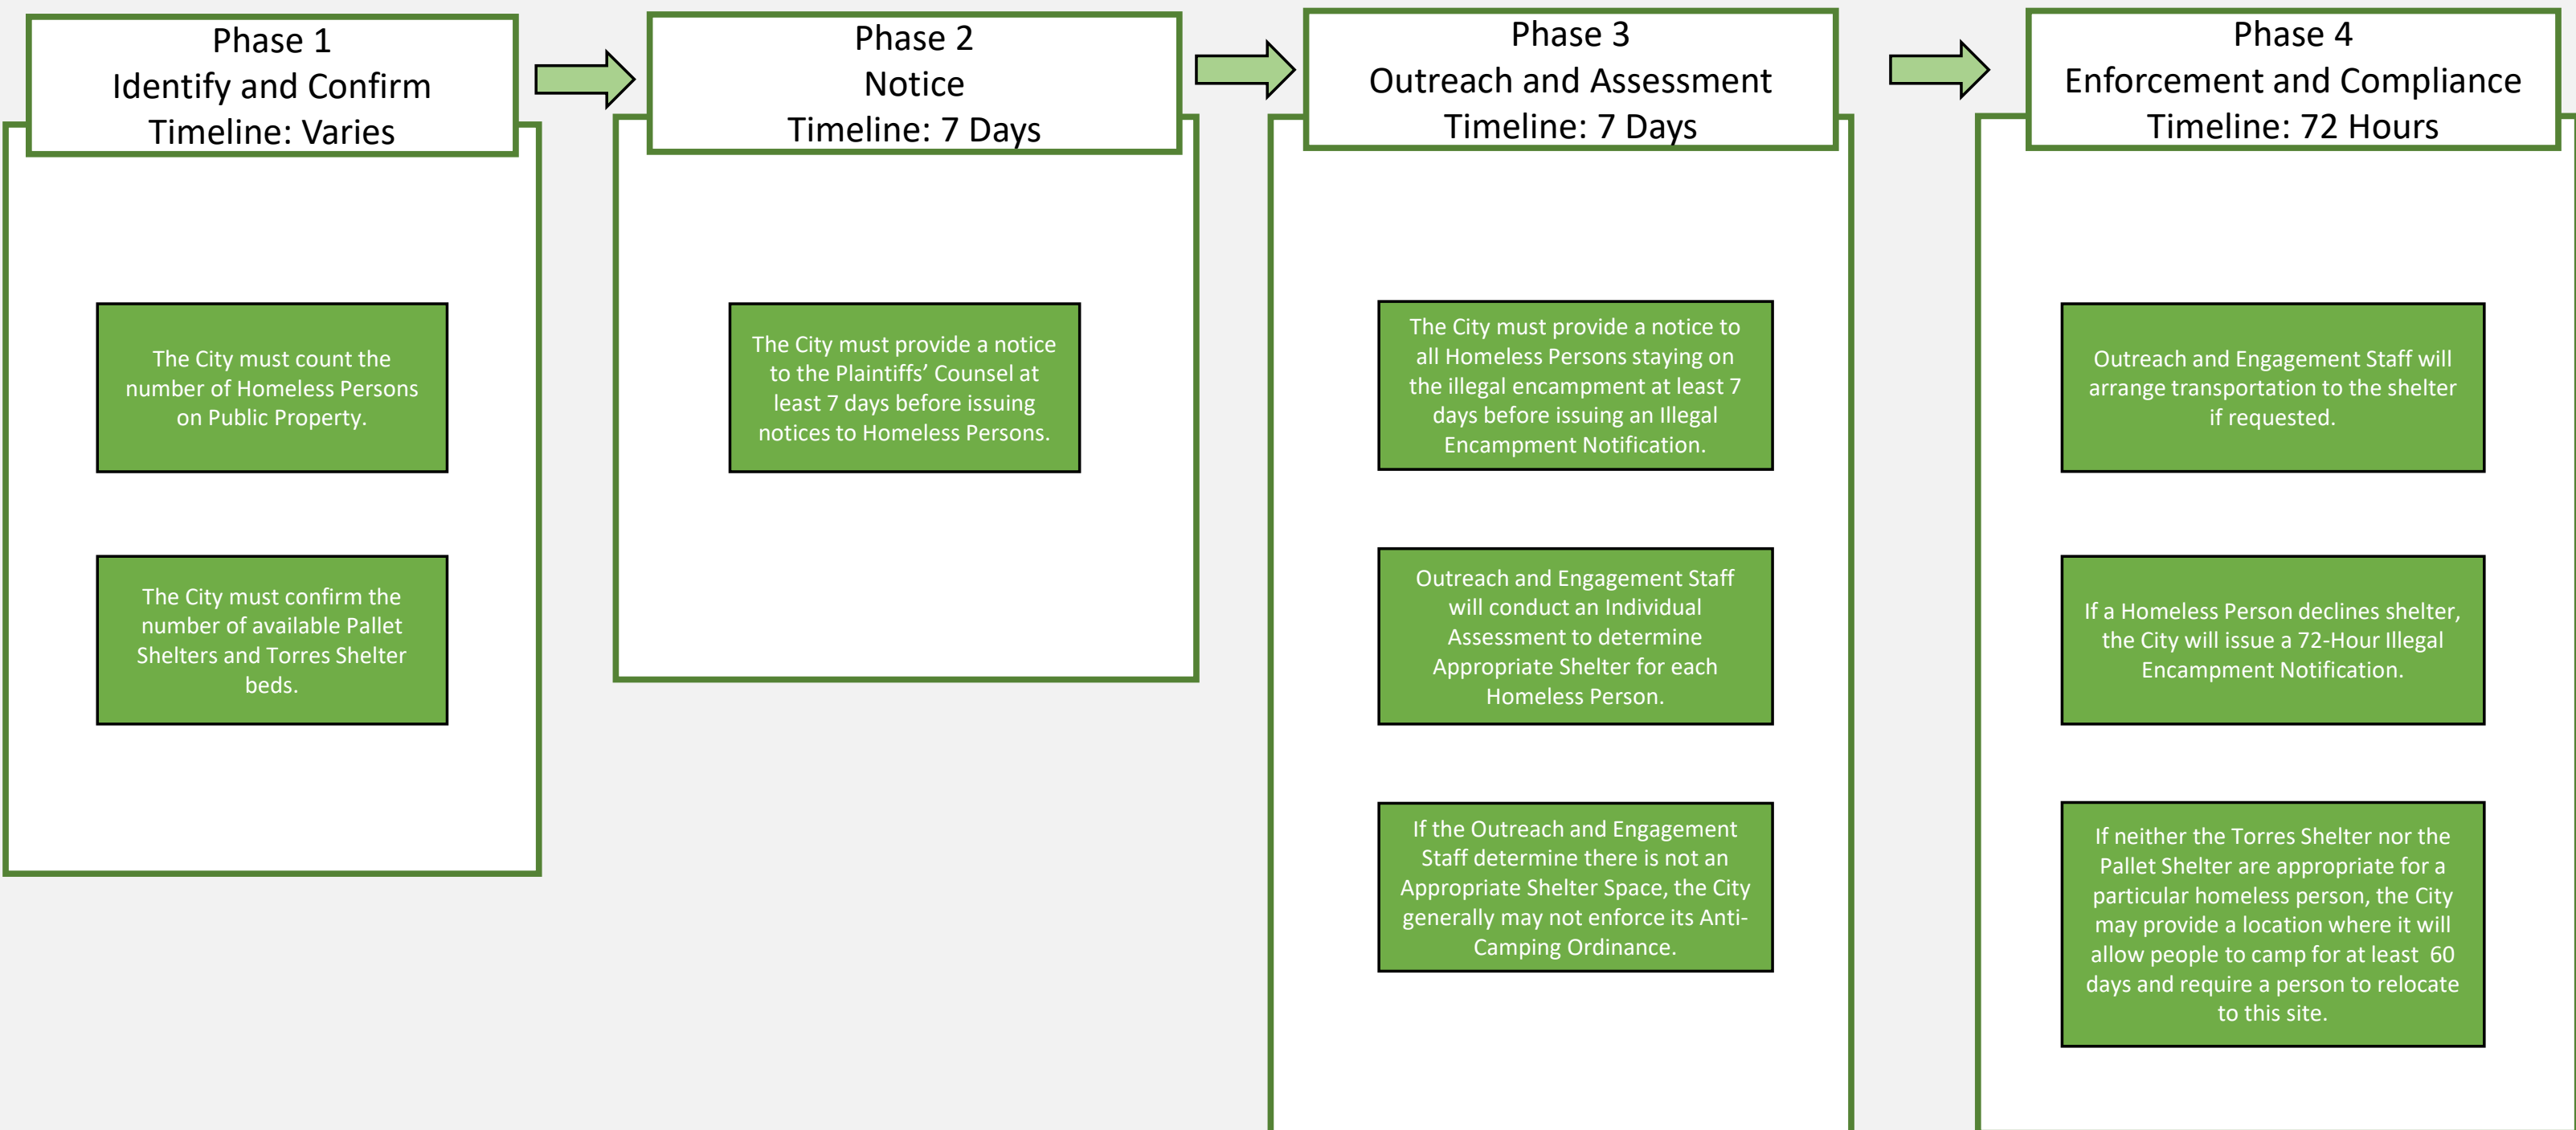 Phase 1
Identify and Confirm
Timeline: Varies
The City must count the
number of Homeless Persons
on Public Property.
The City must confirm the
number of available Pallet
Shelters and Torres Shelter
beds.
Phase 2
Notice
Timeline: 7 Days
The City must provide a notice
to the Plaintiffs’ Counsel at
least 7 days before issuing
notices to Homeless Persons.
Phase 3
Outreach and Assessment
Timeline: 7 Days
The City must provide a notice to
all Homeless Persons staying on
the illegal encampment at least 7
days before issuing an Illegal
Encampment Notification.
Outreach and Engagement Staff
will conduct an Individual
Assessment to determine
Appropriate Shelter for each
Homeless Person.
If the Outreach and Engagement
Staff determine there is not an
Appropriate Shelter Space, the City
generally may not enforce its Anti-
Camping Ordinance.
Phase 4
Enforcement and Compliance
Timeline: 72 Hours
Outreach and Engagement Staff will
arrange transportation to the shelter
if requested.
If a Homeless Person declines shelter,
the City will issue a 72-Hour Illegal
Encampment Notification.
If neither the Torres Shelter nor the
Pallet Shelter are appropriate for a
particular homeless person, the City
may provide a location where it will
allow people to camp for at least 60
days and require a person to relocate
to this site.